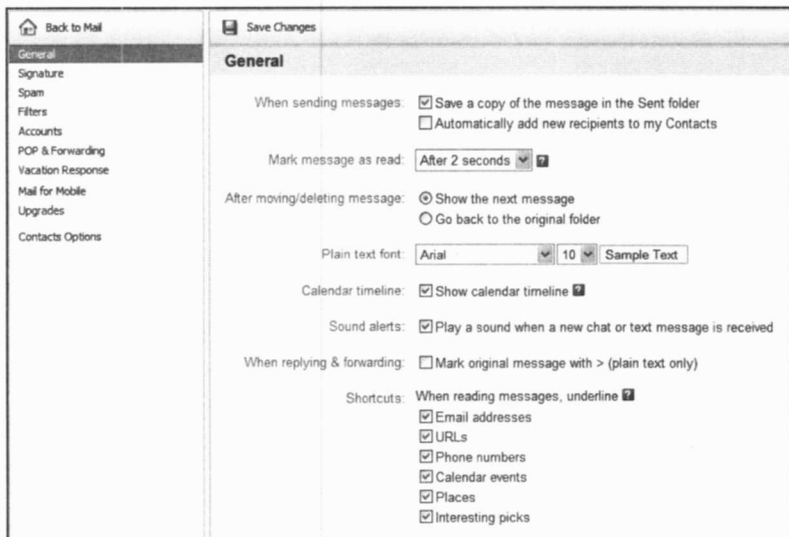 Back to Mail
Save Changes
General
Signature
Spam
Filters
Accounts
POP & Forwarding
Vacation Response
Mail for Mobile
Upgrades
Contacts Options
General
When sending messages: Save a copy of the message in the Sent folder
Automatically add new recipients to my Contacts
Mark message as read: After 2 seconds ?
After moving/deleting message: Show the next message
Go back to the original folder
Plain text font: Arial 10 Sample Text
Calendar timeline: Show calendar timeline ?
Sound alerts: Play a sound when a new chat or text message is received
When replying & forwarding: Mark original message with > (plain text only)
Shortcuts: When reading messages, underline ?
Email addresses
URLs
Phone numbers
Calendar events
Places
Interesting picks